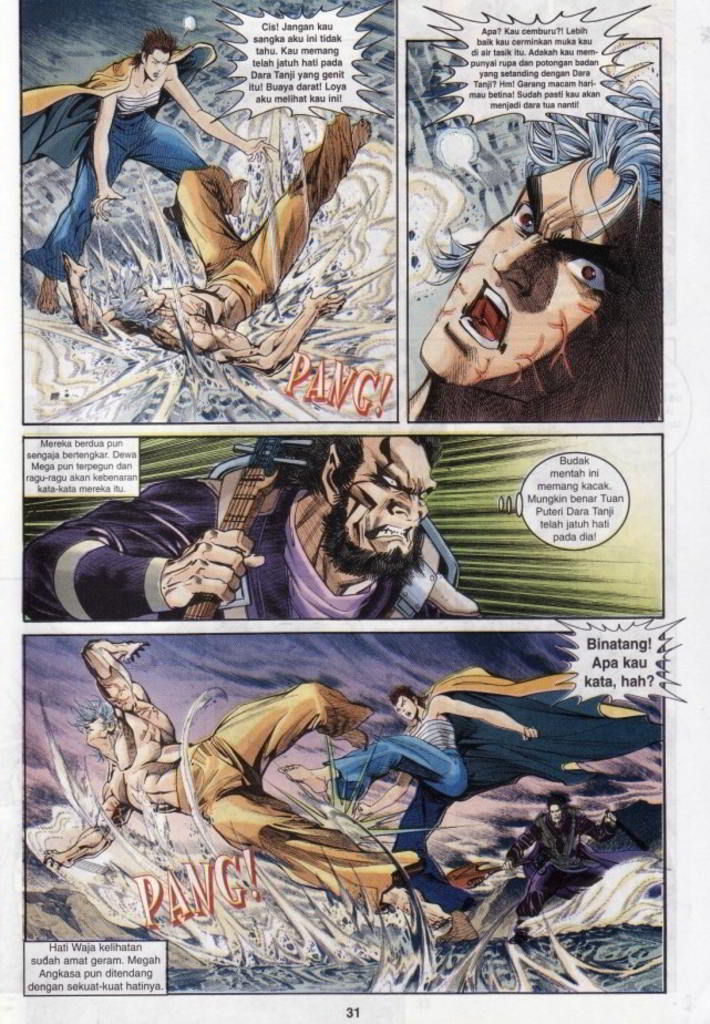 Cis! Jangan kau
sangka aku ini tidak
tahu. Kau memang
telah jatuh hati pada
Dara Tanji yang genit
itu! Buaya darat! Loya
aku melihat kau ini!
Apa? Kau cemburu?! Lebih
baik kau cerminkan muka kau
di air tasik itu. Adakah kau mem-
punyai rupa dan potongan badan
yang setanding dengan Dara
Tanji? Hm! Garang macam hari-
mau betina! Sudah pasti kau akan
menjadi dara tua nanti!
PANG!
Mereka berdua pun
sengaja bertengkar. Dewa
Mega pun terpegun dan
ragu-ragu akan kebenaran
kata-kata mereka itu.
Budak
mentah ini
memang kacak.
Mungkin benar Tuan
Puteri Dara Tanji
telah jatuh hati
pada dia!
Binatang!
Apa kau
kata, hah?
PANG!
Hati Waja kelihatan
sudah amat geram. Megah
Angkasa pun ditendang
dengan sekuat-kuat hatinya.
31